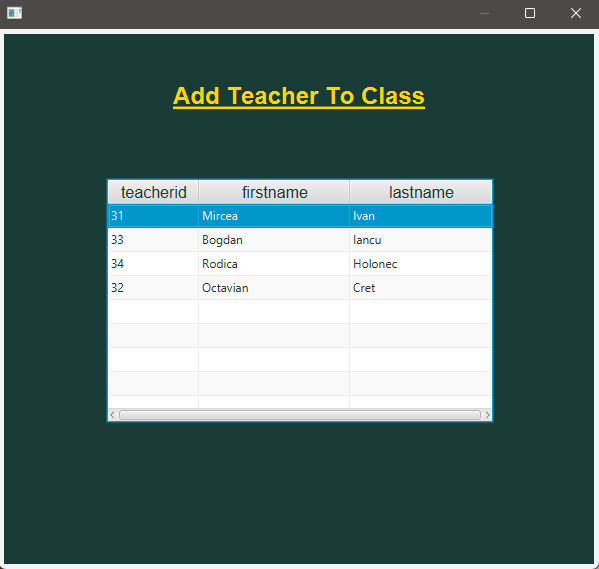 Add Teacher To Class
teacherid firstname lastname
31 Mircea Ivan
33 Bogdan Iancu
34 Rodica Holonec
32 Octavian Cret